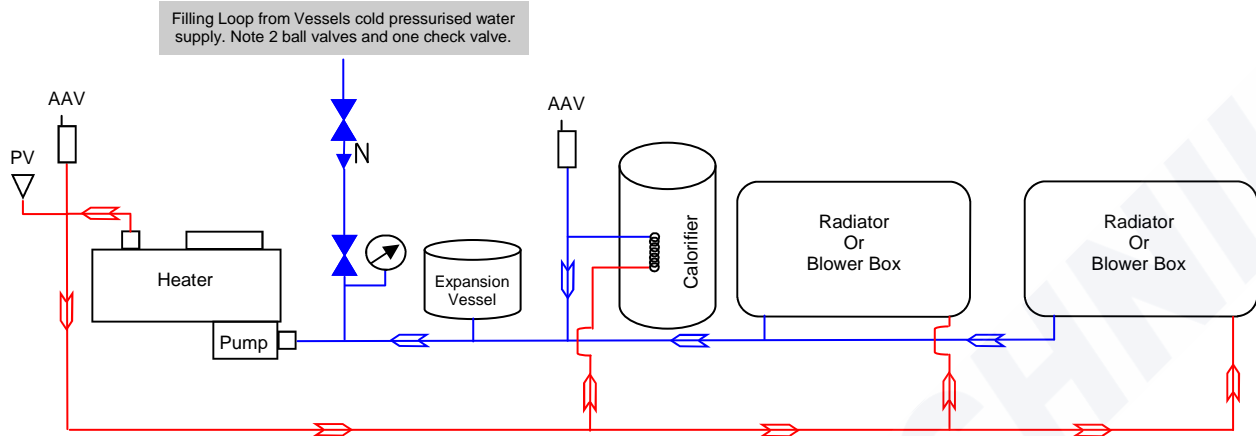 Filling Loop from Vessels cold pressurised water
supply. Note 2 ball valves and one check valve.
AAV
PV
N
AAV
Heater
Pump
Expansion
Vessel
Calorifier
Radiator
Or
Blower Box
Radiator
Or
Blower Box